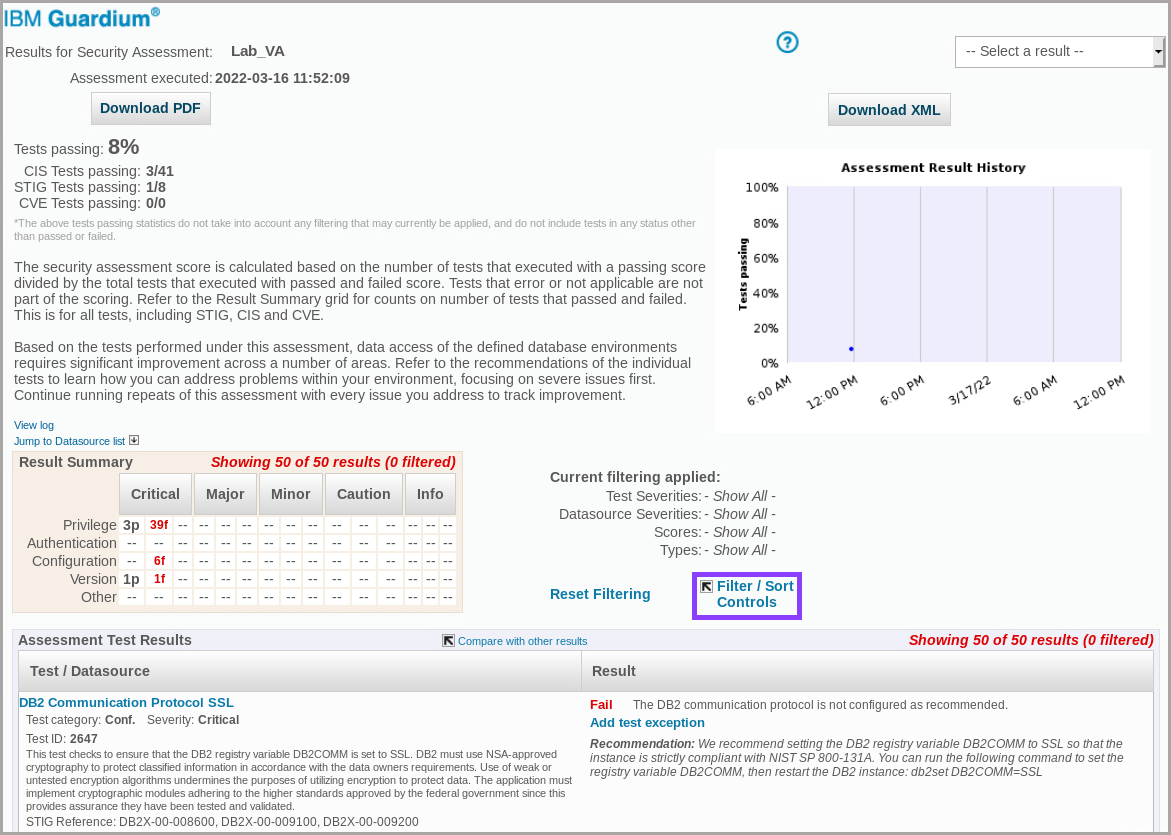 IBM Guardium®
Results for Security Assessment: Lab_VA
-- Select a result --
Assessment executed: 2022-03-16 11:52:09
Download PDF
Download XML
Tests passing: 8%
CIS Tests passing: 3/41
STIG Tests passing: 1/8
CVE Tests passing: 0/0
*The above tests passing statistics do not take into account any filtering that may currently be applied, and do not include tests in any status other
than passed or failed.
The security assessment score is calculated based on the number of tests that executed with a passing score
divided by the total tests that executed with passed and failed score. Tests that error or not applicable are not
part of the scoring. Refer to the Result Summary grid for counts on number of tests that passed and failed.
This is for all tests, including STIG, CIS and CVE.
Based on the tests performed under this assessment, data access of the defined database environments
requires significant improvement across a number of areas. Refer to the recommendations of the individual
tests to learn how you can address problems within your environment, focusing on severe issues first.
Continue running repeats of this assessment with every issue you address to track improvement.
Assessment Result History
Tests passing
100%
80%
60%
40%
20%
0%
6:00 AM 12:00 PM 6:00 PM 3/17/22 6:00 AM 12:00 PM
View log
Jump to Datasource list
Result Summary Showing 50 of 50 results (0 filtered)
Critical Major Minor Caution Info
Privilege 3p 39f -- -- -- -- -- -- -- -- -- -- -- -- --
Authentication -- -- -- -- -- -- -- -- -- -- -- -- -- -- --
Configuration -- 6f -- -- -- -- -- -- -- -- -- -- -- -- --
Version 1p 1f -- -- -- -- -- -- -- -- -- -- -- -- --
Other -- -- -- -- -- -- -- -- -- -- -- -- -- -- --
Current filtering applied:
Test Severities: - Show All -
Datasource Severities: - Show All -
Scores: - Show All -
Types: - Show All -
Reset Filtering
Filter / Sort
Controls
Assessment Test Results Compare with other results Showing 50 of 50 results (0 filtered)
Test / Datasource Result
DB2 Communication Protocol SSL
Test category: Conf. Severity: Critical
Test ID: 2647
This test checks to ensure that the DB2 registry variable DB2COMM is set to SSL. DB2 must use NSA-approved
cryptography to protect classified information in accordance with the data owners requirements. Use of weak or
untested encryption algorithms undermines the purposes of utilizing encryption to protect data. The application must
implement cryptographic modules adhering to the higher standards approved by the federal government since this
provides assurance they have been tested and validated.
STIG Reference: DB2X-00-008600, DB2X-00-009100, DB2X-00-009200
Fail The DB2 communication protocol is not configured as recommended.
Add test exception
Recommendation: We recommend setting the DB2 registry variable DB2COMM to SSL so that the
instance is strictly compliant with NIST SP 800-131A. You can run the following command to set the
registry variable DB2COMM, then restart the DB2 instance: db2set DB2COMM=SSL